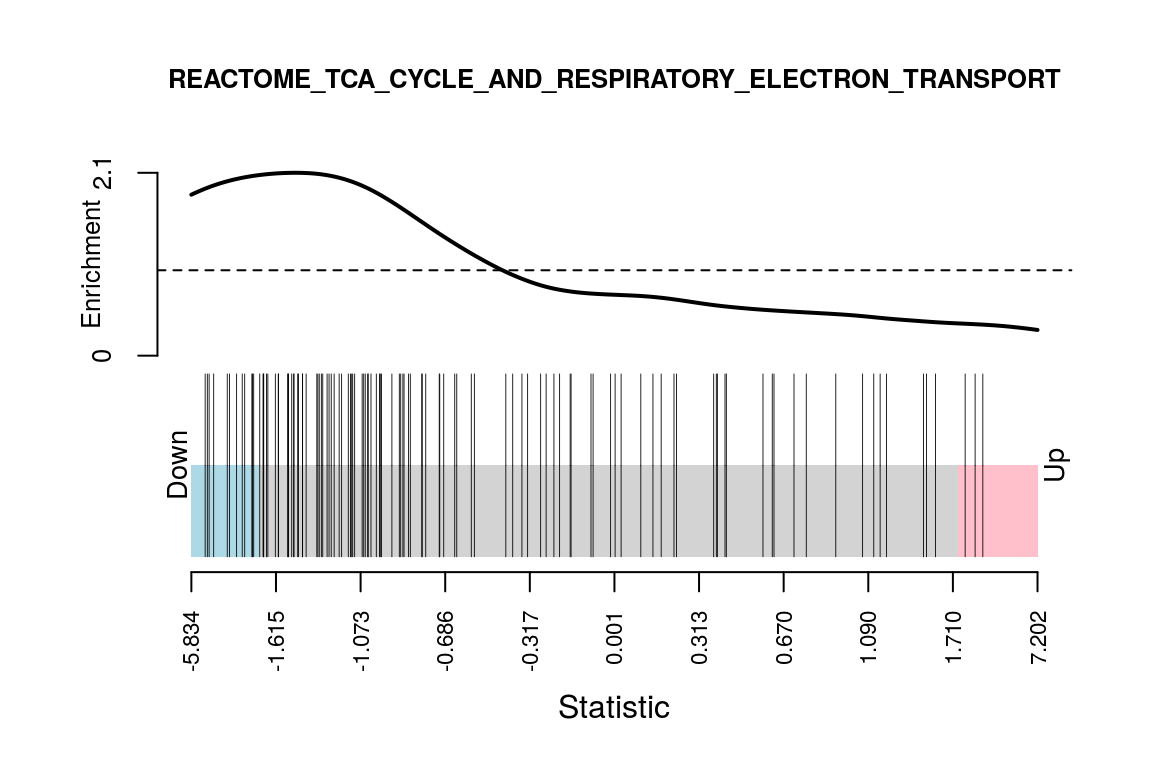 REACTOME_TCA_CYCLE_AND_RESPIRATORY_ELECTRON_TRANSPORT
Enrichment
2.1
0
Down
Up
-5.834
-1.615
-1.073
-0.686
-0.317
0.001
0.313
0.670
1.090
1.710
7.202
Statistic